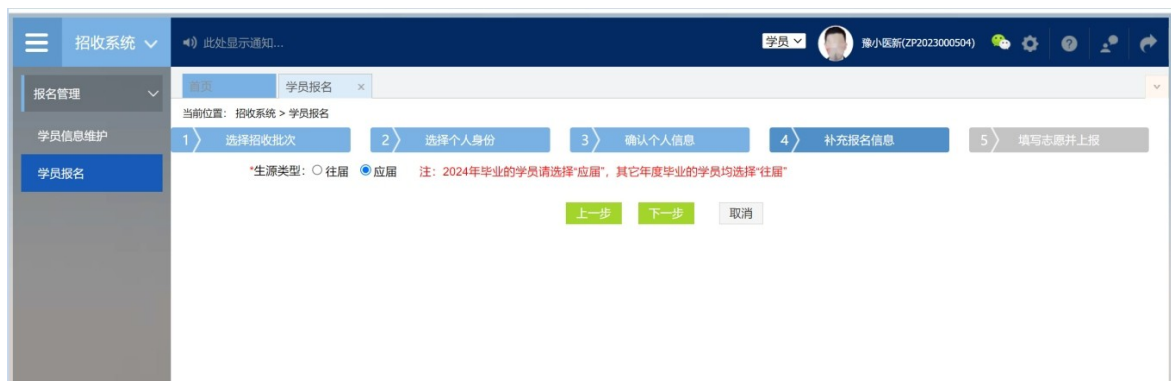 招收系统
此处显示通知...
学员
豫小医新(ZP2023000504)
报名管理
首页
学员报名 ×
当前位置： 招收系统 > 学员报名
学员信息维护
1 选择招收批次
2 选择个人身份
3 确认个人信息
4 补充报名信息
5 填写志愿并上报
学员报名
*生源类型： 往届 应届 注：2024年毕业的学员请选择“应届”，其它年度毕业的学员均选择“往届”
上一步 下一步 取消